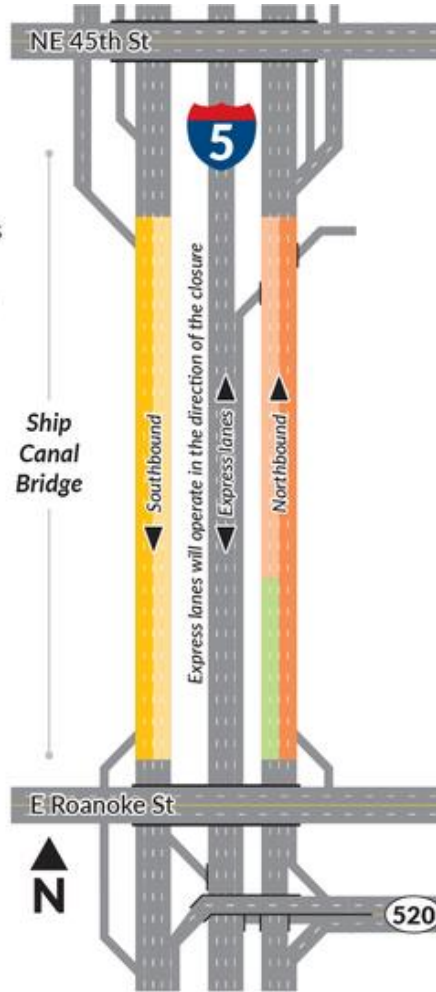 NE 45th St
5
Ship
Canal
Bridge
Southbound
Express lanes will operate in the direction of the closure
Express lanes
Northbound
E Roanoke St
N
520